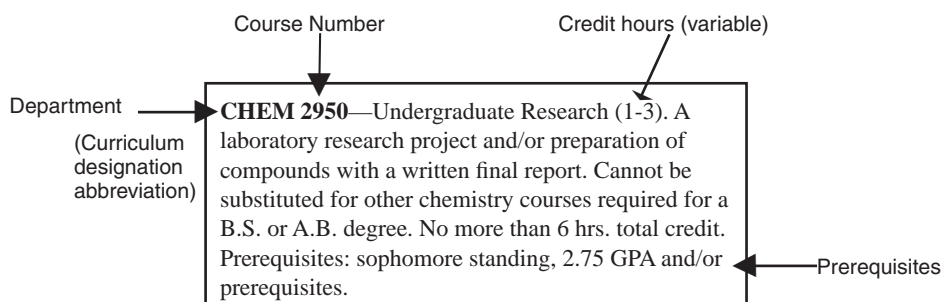 Course Number
Credit hours (variable)
Department
(Curriculum
designation
abbreviation)
CHEM 2950—Undergraduate Research (1-3). A
laboratory research project and/or preparation of
compounds with a written final report. Cannot be
substituted for other chemistry courses required for a
B.S. or A.B. degree. No more than 6 hrs. total credit.
Prerequisites: sophomore standing, 2.75 GPA and/or
prerequisites.
Prerequisites